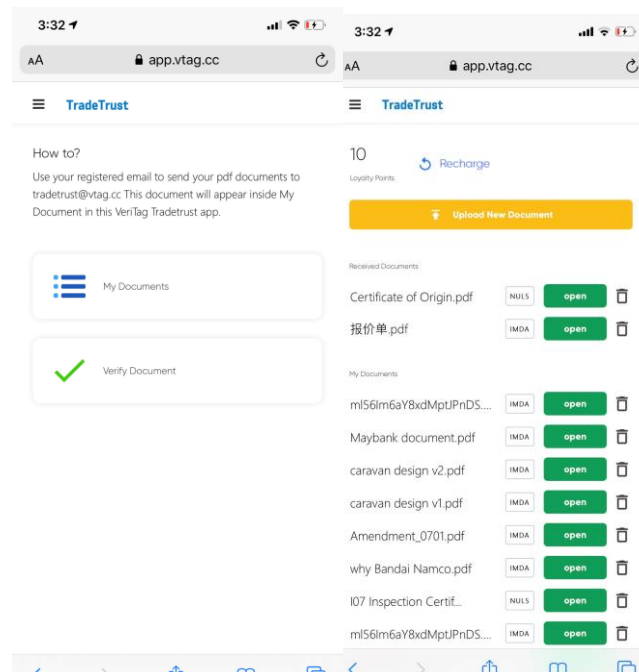 3:32
AA app.vtag.cc
TradeTrust
How to?
Use your registered email to send your pdf documents to
tradetrust@vtag.cc This document will appear inside My
Document in this VeriTag Tradetrust app.
My Documents
Verify Document
3:32
AA app.vtag.cc
TradeTrust
10
Loyalty Points
Recharge
Upload New Document
Received Documents
Certificate of Origin.pdf NULS open
报价单.pdf IMDA open
My Documents
ml56Im6aY8xdMptJPnDS.... IMDA open
Maybank document.pdf IMDA open
caravan design v2.pdf IMDA open
caravan design v1.pdf IMDA open
Amendment_0701.pdf IMDA open
why Bandai Namco.pdf IMDA open
I07 Inspection Certif... NULS open
ml56Im6aY8xdMptJPnDS.... IMDA open